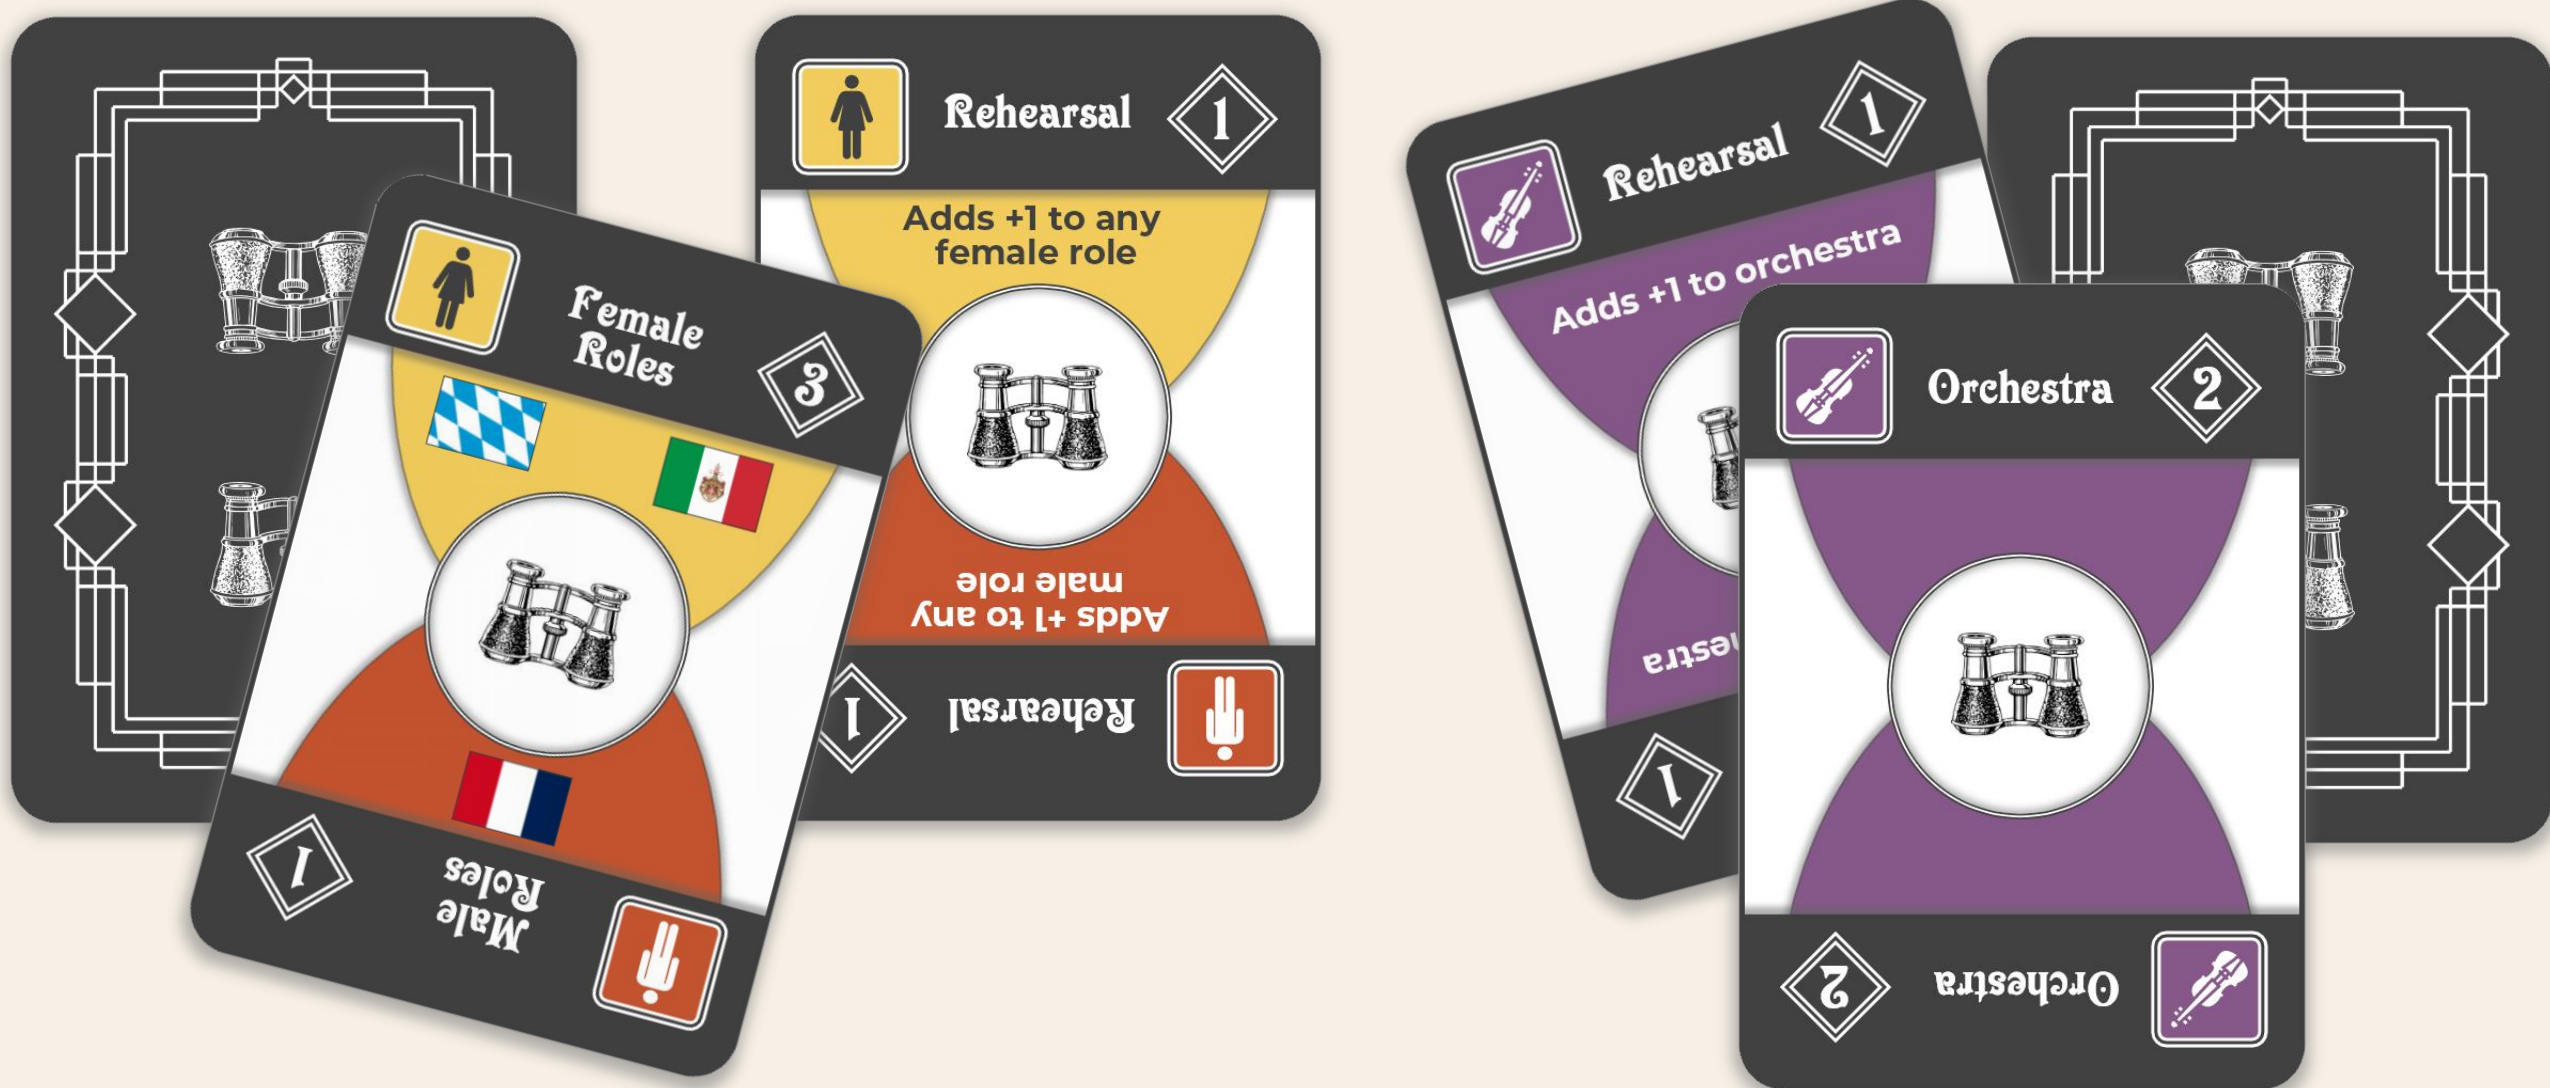 Female
Roles
3
1
Male
Roles
Rehearsal
1
Adds +1 to any
female role
Adds +1 to any
male role
1
Rehearsal
Rehearsal
1
Adds +1 to orchestra
1
Orchestra
2
2
Orchestra